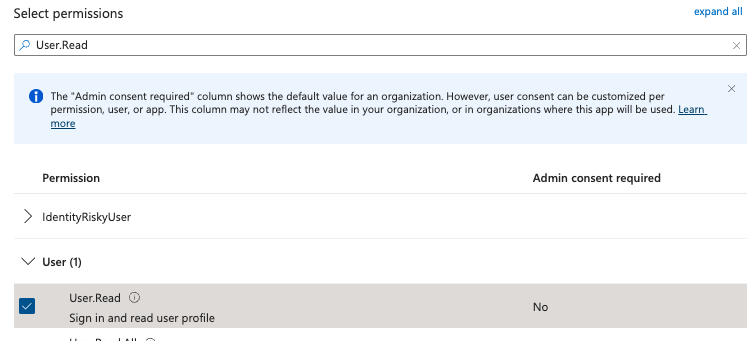 Select permissions
expand all
User.Read
The "Admin consent required" column shows the default value for an organization. However, user consent can be customized per
permission, user, or app. This column may not reflect the value in your organization, or in organizations where this app will be used. Learn
more
Permission
Admin consent required
IdentityRiskyUser
User (1)
User.Read
Sign in and read user profile
No